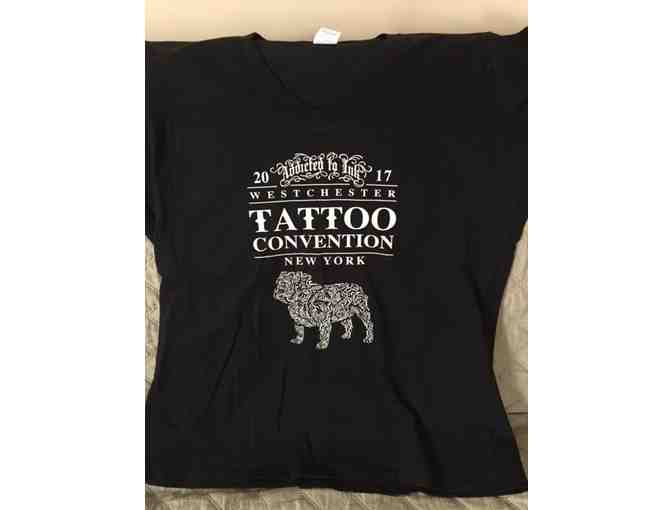 Addicted to Ink
20 17
WESTCHESTER
TATTOO
CONVENTION
NEW YORK